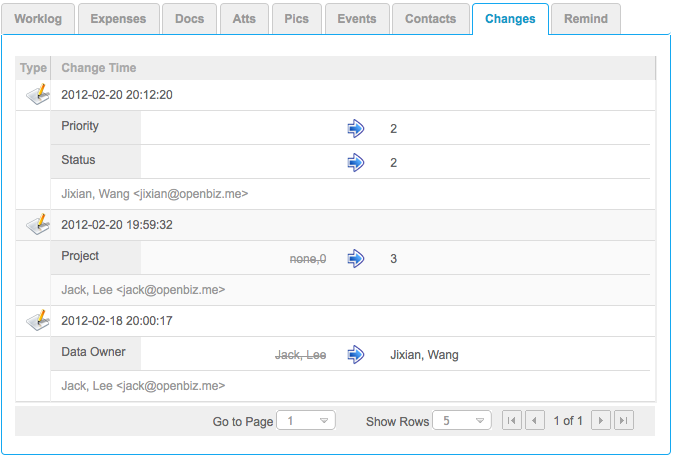 Worklog Expenses Docs Atts Pics Events Contacts Changes Remind
Type Change Time
2012-02-20 20:12:20
Priority 2
Status 2
Jixian, Wang <jixian@openbiz.me>
2012-02-20 19:59:32
Project none,0 3
Jack, Lee <jack@openbiz.me>
2012-02-18 20:00:17
Data Owner Jack, Lee Jixian, Wang
Jack, Lee <jack@openbiz.me>
Go to Page 1 Show Rows 5 1 of 1